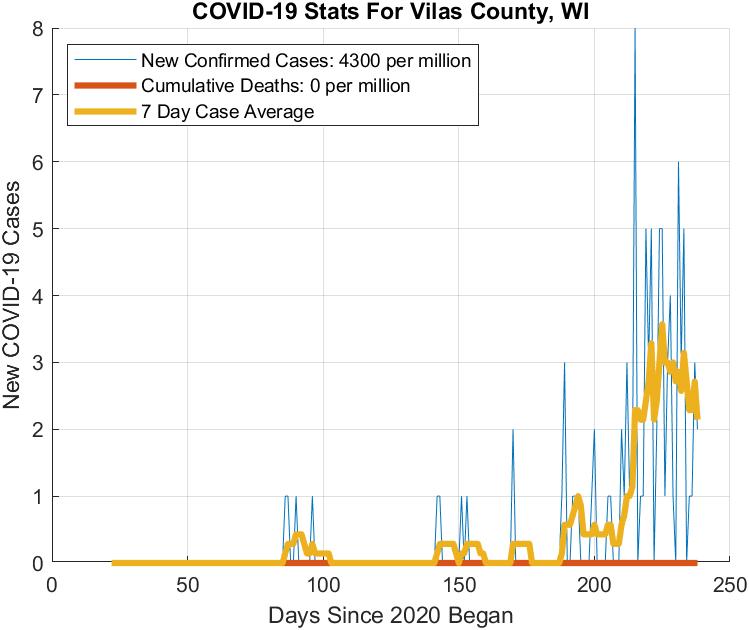 COVID-19 Stats For Vilas County, WI
8
7
6
5
4
3
2
1
0
New COVID-19 Cases
New Confirmed Cases: 4300 per million
Cumulative Deaths: 0 per million
7 Day Case Average
0 50 100 150 200 250
Days Since 2020 Began